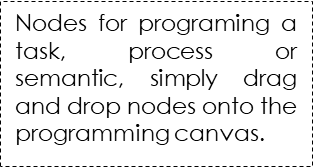 Nodes for programing a
task, process or
semantic, simply drag
and drop nodes onto the
programming canvas.